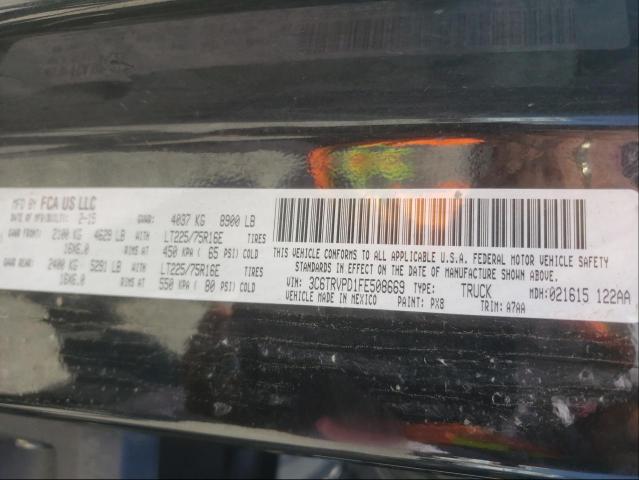 MFD BY FCA US LLC
DATE OF MFR 2-15 GVWR: 4037 KG 8900 LB
GAWR FRONT: 2100 KG 4629 LB WITH LT225/75R16E TIRES
16X6.0 RIMS AT 450 KPA ( 65 PSI) COLD
GAWR REAR: 2400 KG 5291 LB WITH LT225/75R16E TIRES
16X6.0 RIMS AT 550 KPA ( 80 PSI) COLD
THIS VEHICLE CONFORMS TO ALL APPLICABLE U.S.A. FEDERAL MOTOR VEHICLE SAFETY
STANDARDS IN EFFECT ON THE DATE OF MANUFACTURE SHOWN ABOVE.
VIN: 3C6TRVPD1FE508669 TYPE: TRUCK MDH:021615 122AA
VEHICLE MADE IN MEXICO PAINT: PX8 TRIM: A7AA